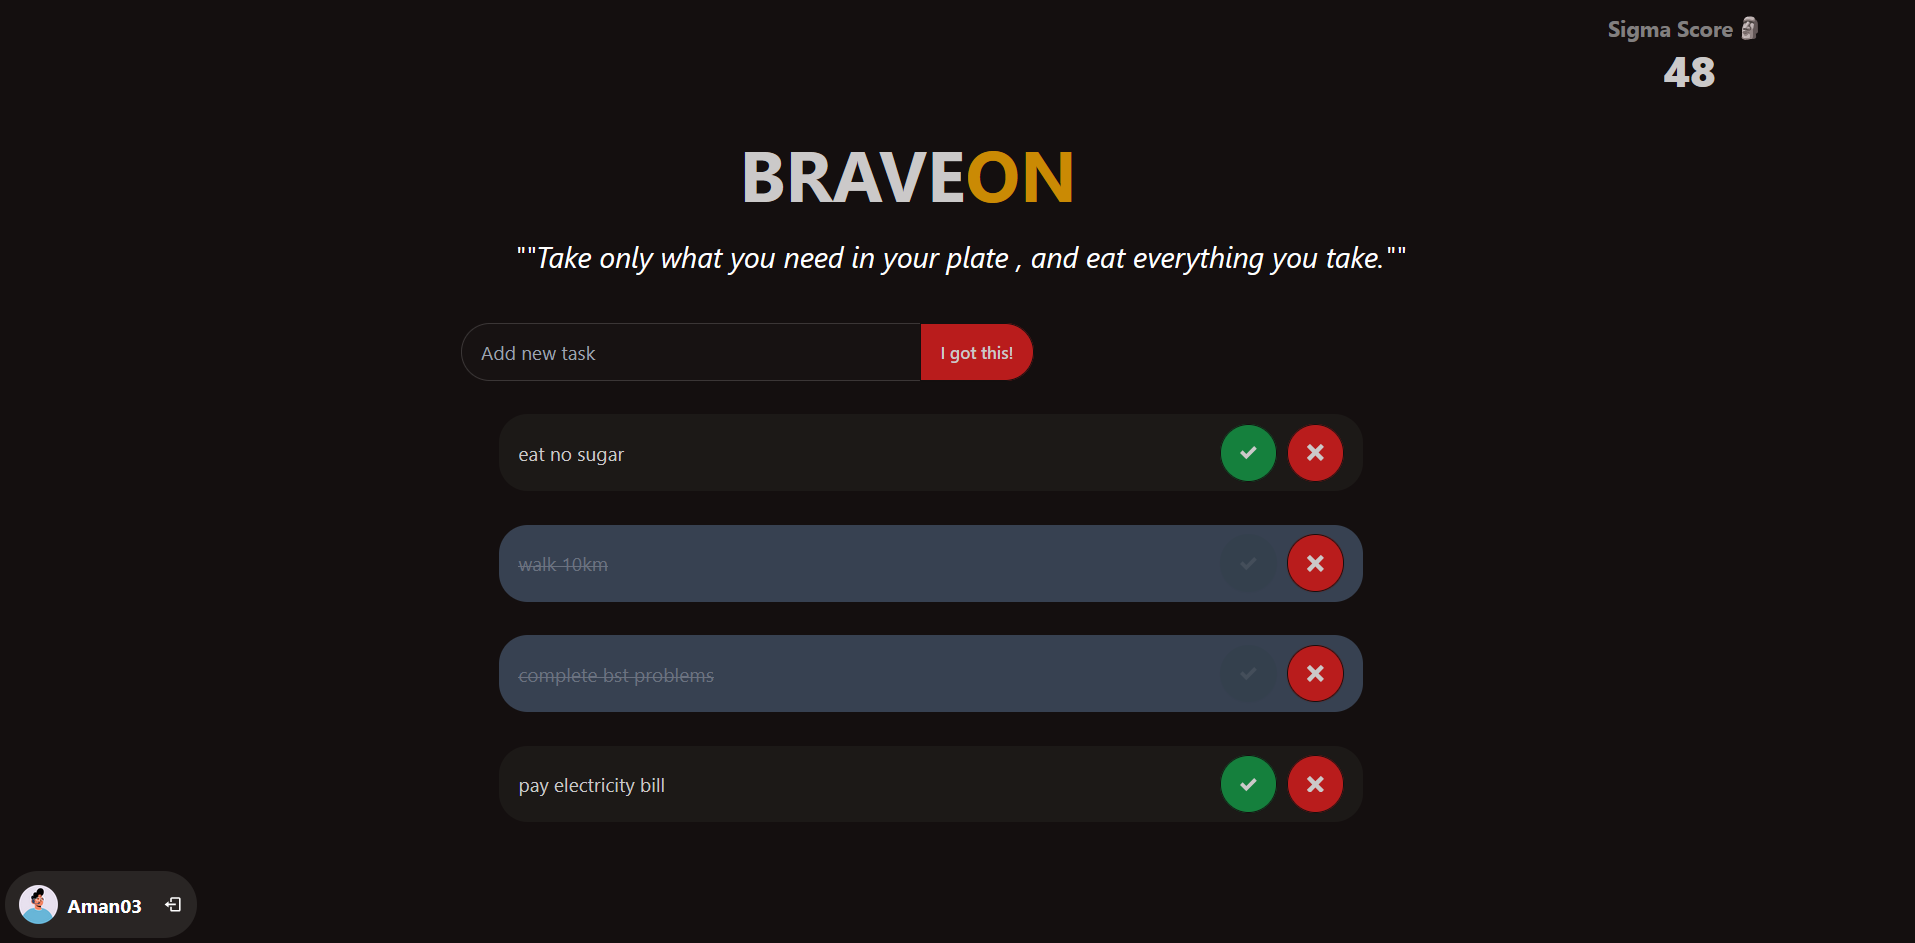 Sigma Score 🗿
48
BRAVEON
""Take only what you need in your plate , and eat everything you take.""
Add new task
I got this!
eat no sugar
walk 10km
complete bst problems
pay electricity bill
Aman03